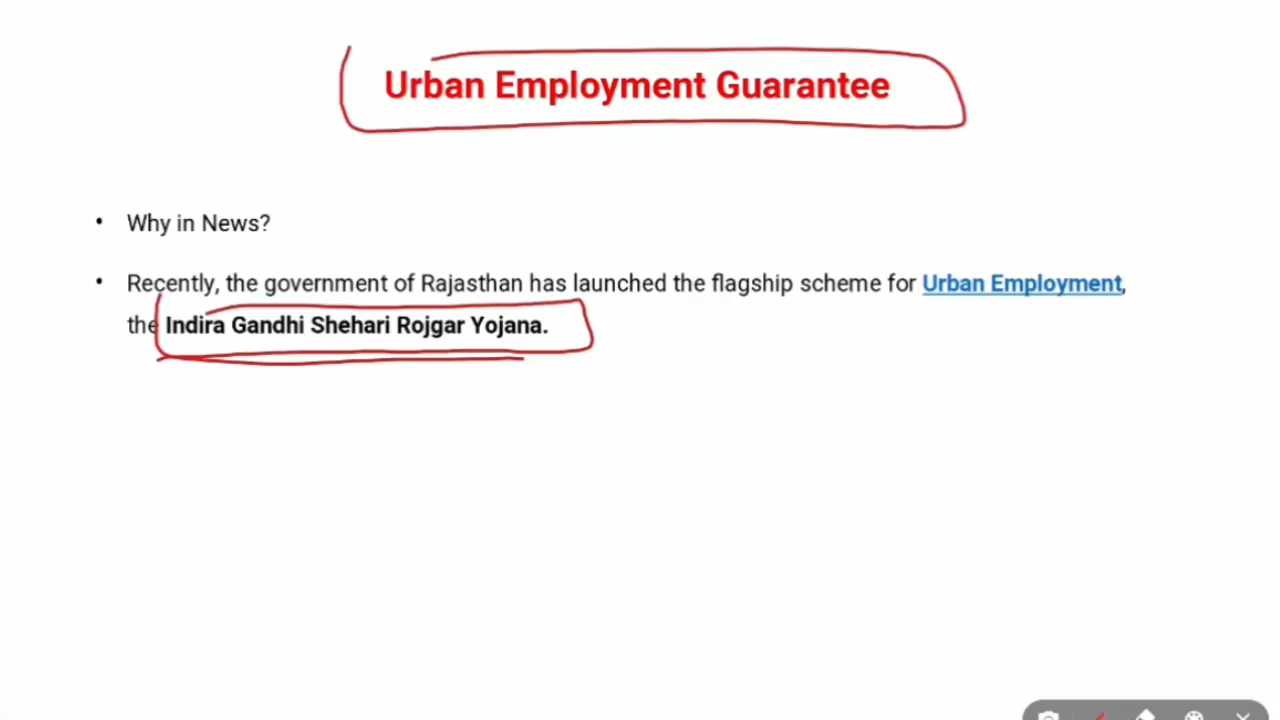 Urban Employment Guarantee
• Why in News?
• Recently, the government of Rajasthan has launched the flagship scheme for Urban Employment,
the Indira Gandhi Shehari Rojgar Yojana.